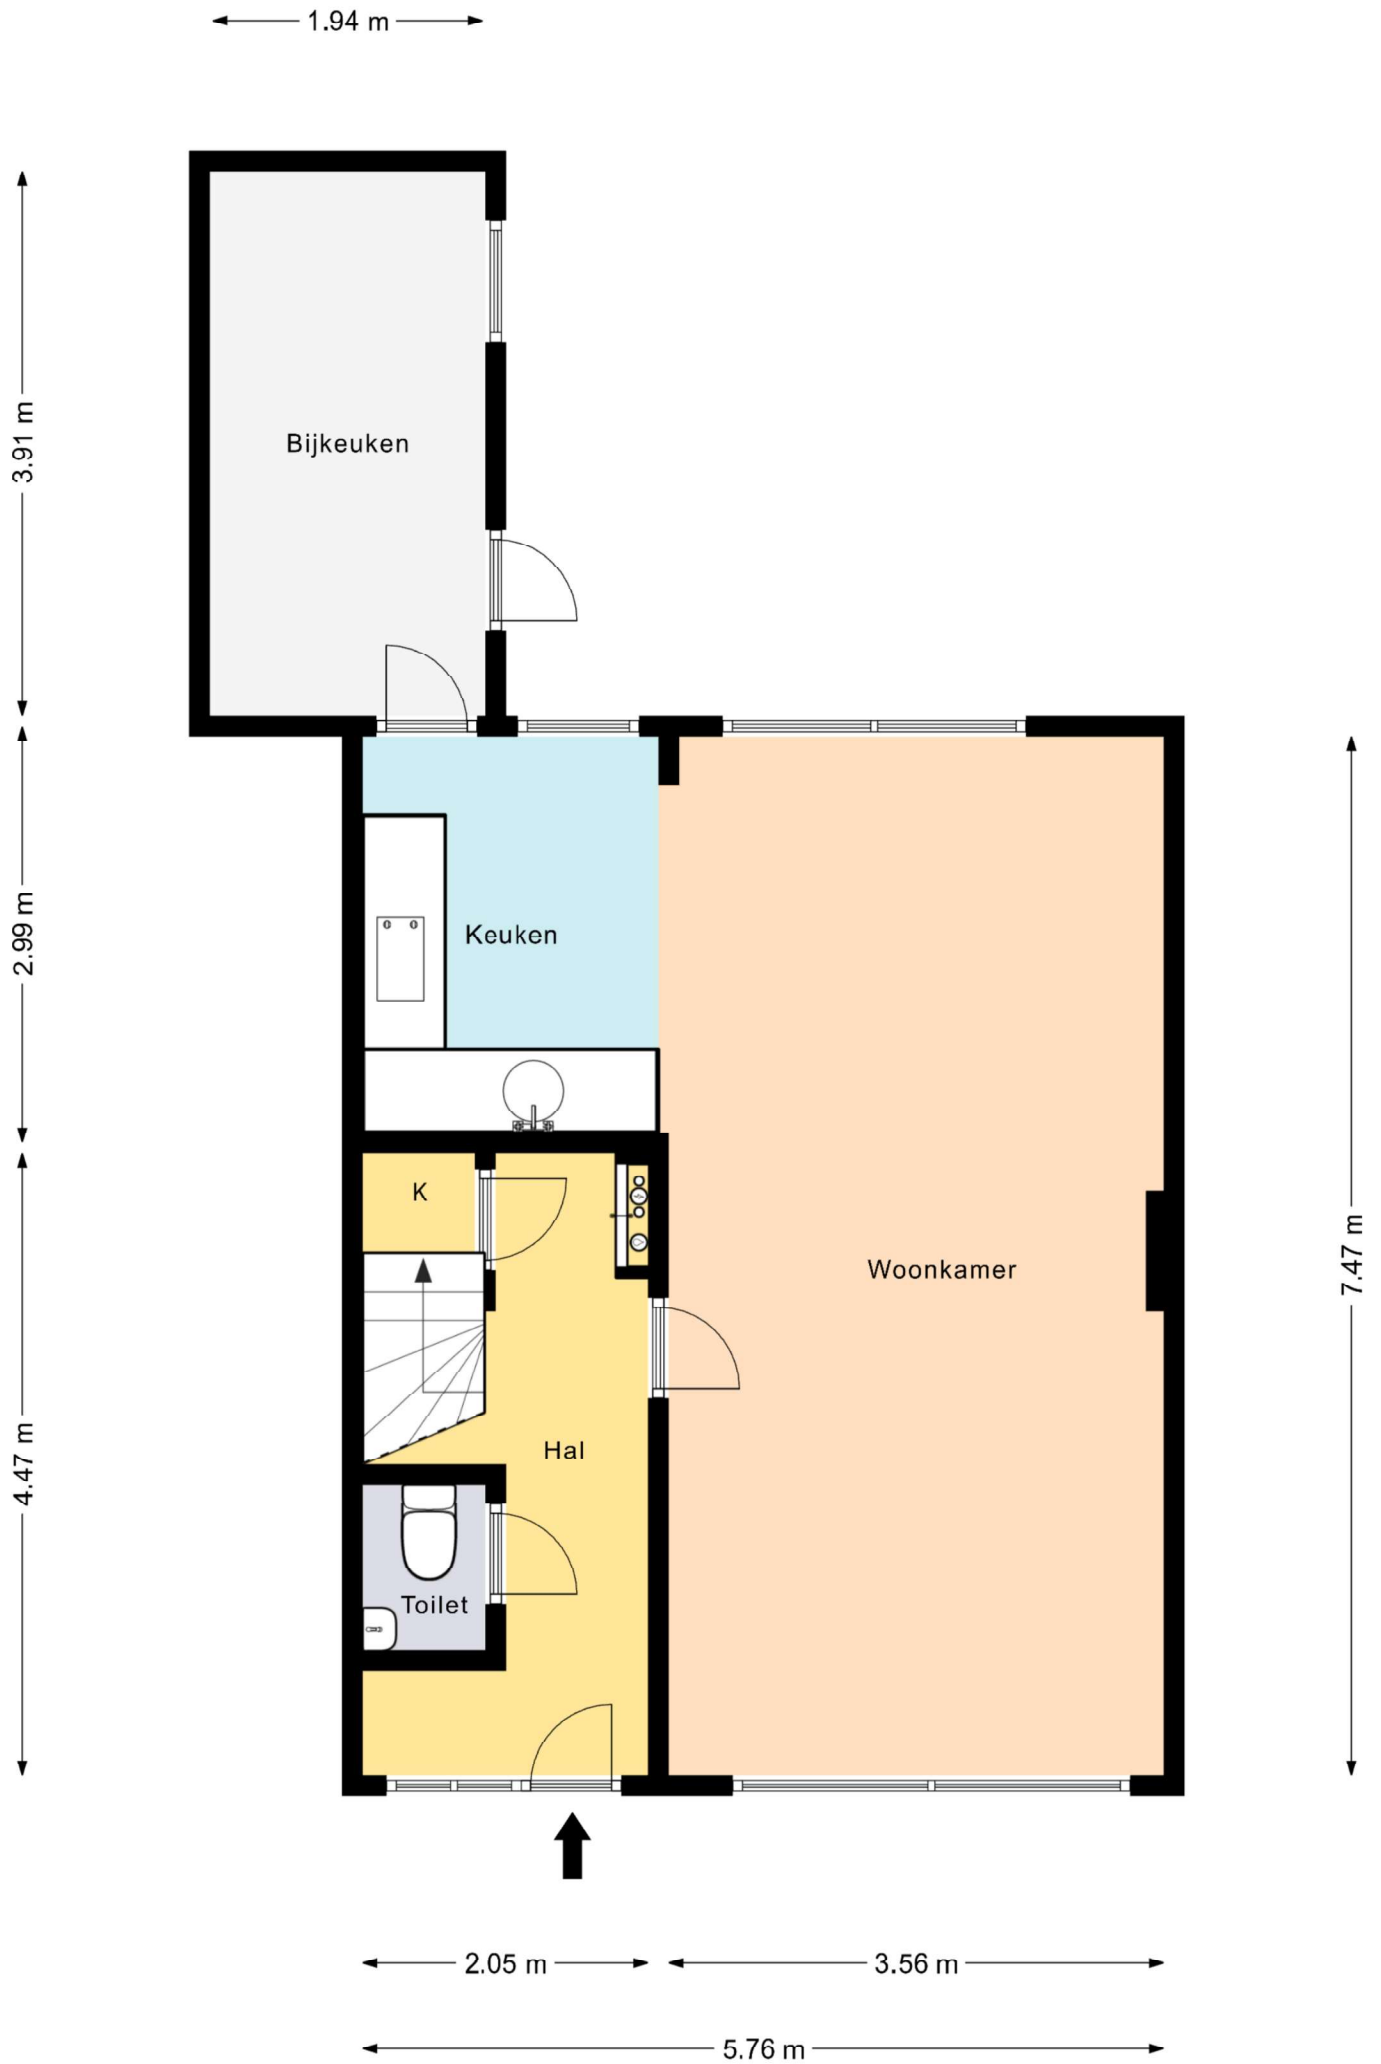 1.94 m
3.91 m
Bijkeuken
2.99 m
Keuken
K
7.47 m
Woonkamer
4.47 m
Hal
Toilet
2.05 m
3.56 m
5.76 m